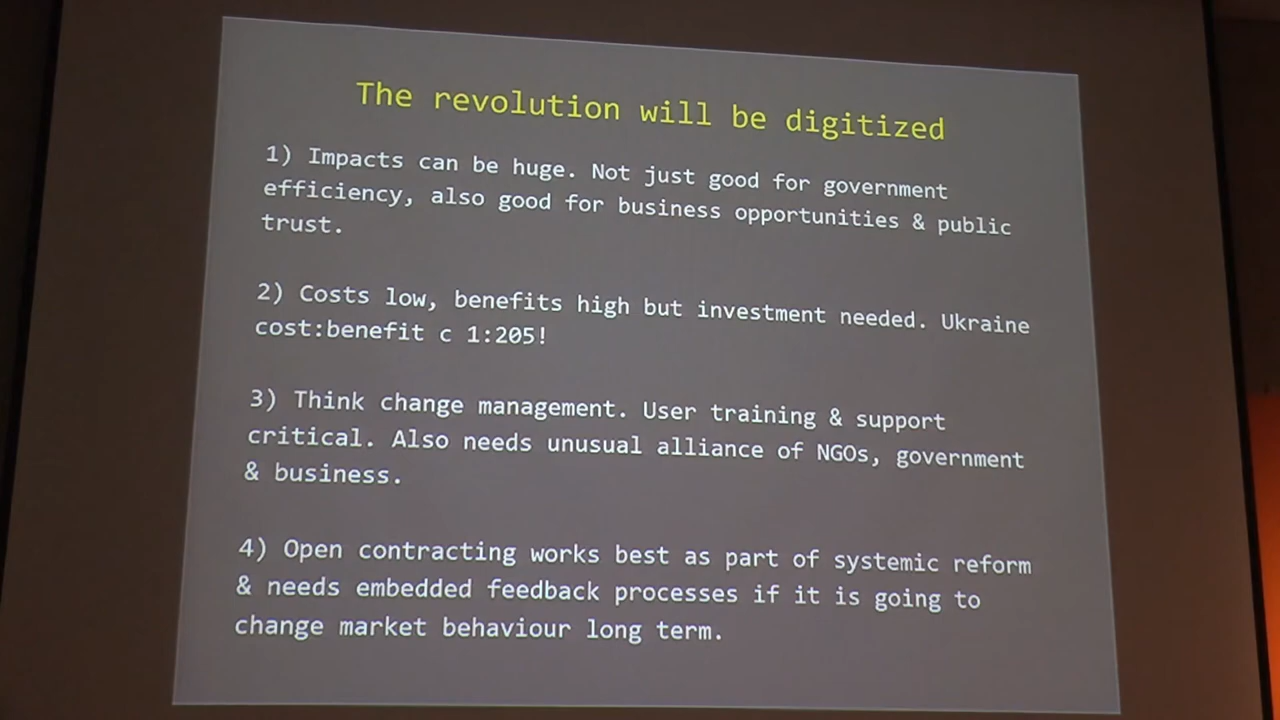 The revolution will be digitized
1) Impacts can be huge. Not just good for government
efficiency, also good for business opportunities & public
trust.
2) Costs low, benefits high but investment needed. Ukraine
cost:benefit c 1:205!
3) Think change management. User training & support
critical. Also needs unusual alliance of NGOs, government
& business.
4) Open contracting works best as part of systemic reform
& needs embedded feedback processes if it is going to
change market behaviour long term.